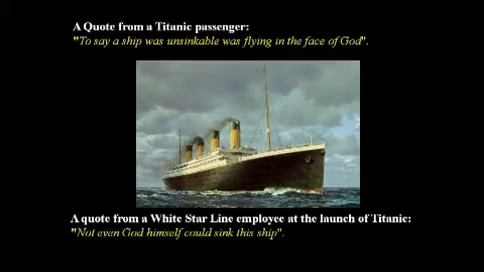 A Quote from a Titanic passenger:
"To say a ship was unsinkable was flying in the face of God".
A quote from a White Star Line employee at the launch of Titanic:
"Not even God himself could sink this ship".